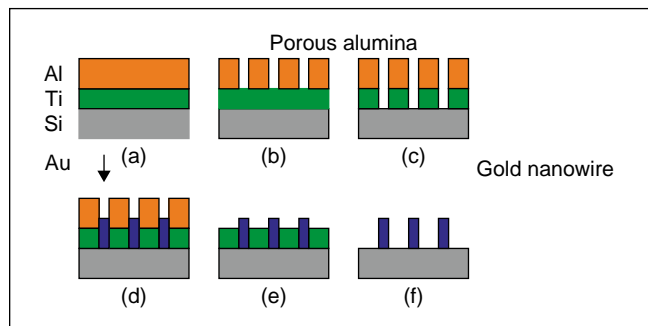 Porous alumina
Al
Ti
Si
(a)
(b)
(c)
Au
Gold nanowire
(d)
(e)
(f)